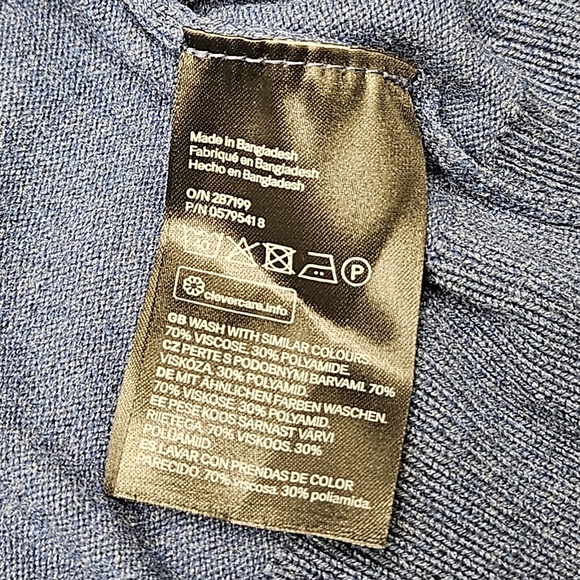 Made in Bangladesh
Fabriqué en Bangladesh
Hecho en Bangladesh
O/N 287199
P/N 0579541 8
40 P
clevercare.info
GB WASH WITH SIMILAR COLOURS
70% VISCOSE. 30% POLYAMIDE
CZ PERTE S PODOBNÝMI BARVAMI. 70%
VISKÓZA. 30% POLYAMID.
DE MIT ÄHNLICHEN FARBEN WASCHEN.
70% VISKOSE. 30% POLYAMID.
EE PESE KOOS SARNAST VÄRVI
RIIETEGA. 70% VISKOOS. 30%
POLÜAMIID.
ES LAVAR CON PRENDAS DE COLOR
PARECIDO. 70% viscosa. 30% poliamida.